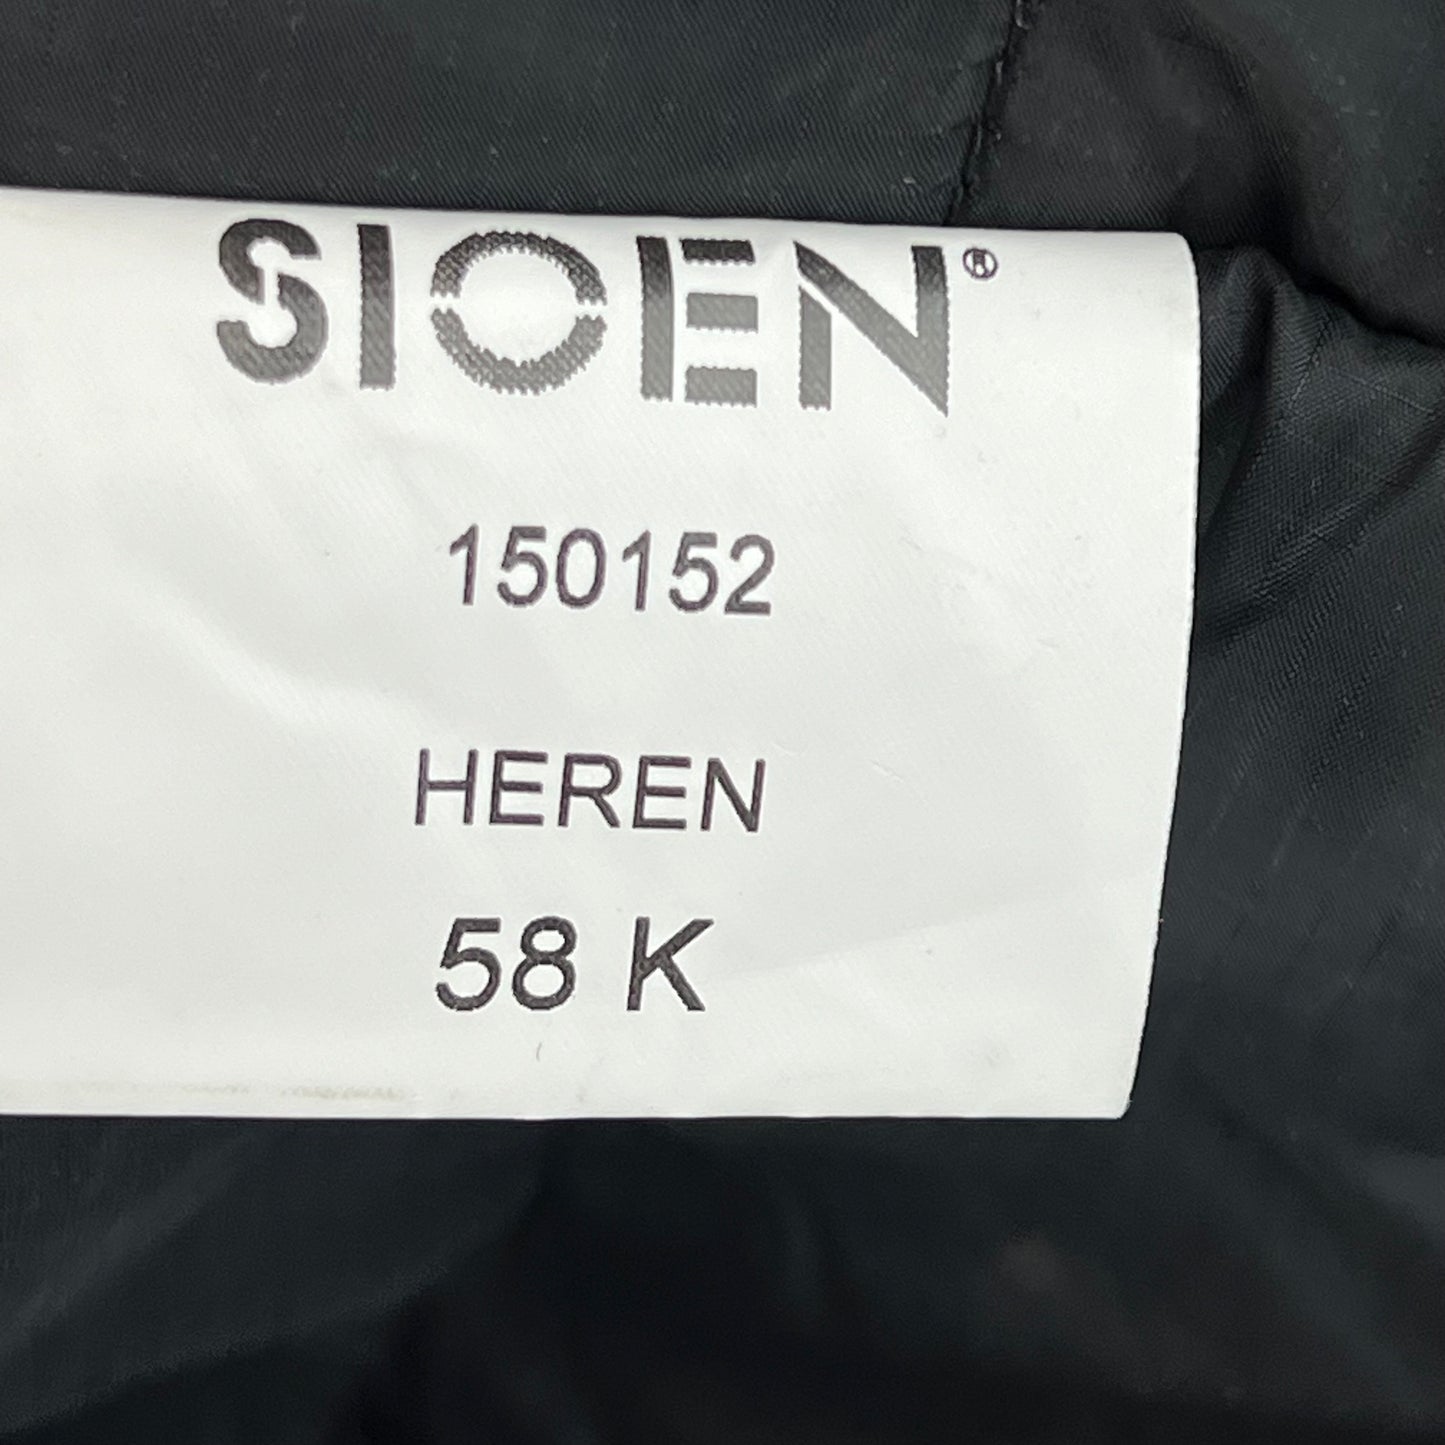 SIOEN®
150152
HEREN
58 K